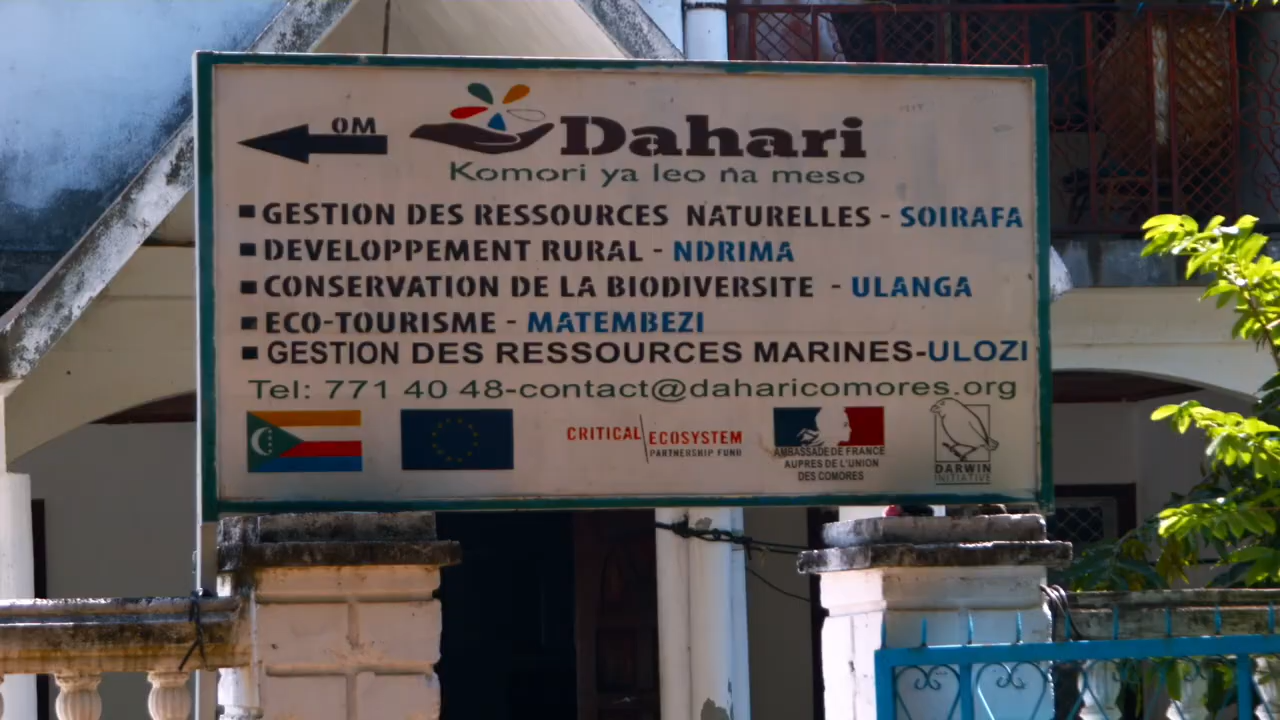 0M
Dahari
Komori ya leo na meso
GESTION DES RESSOURCES NATURELLES - SOIRAFA
DEVELOPPEMENT RURAL - NDRIMA
CONSERVATION DE LA BIODIVERSITE - ULANGA
ECO-TOURISME - MATEMBEZI
GESTION DES RESSOURCES MARINES-ULOZI
Tel: 771 40 48-contact@daharicomores.org
CRITICAL ECOSYSTEM
PARTNERSHIP FUND
AMBASSADE DE FRANCE
AUPRES DE L'UNION
DES COMORES
DARWIN
INITIATIVE